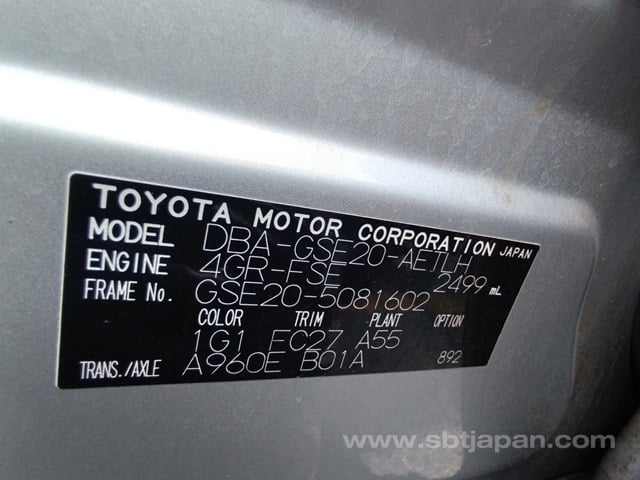 TOYOTA MOTOR CORPORATION JAPAN
MODEL DBA-GSE20-AETLH
ENGINE 4GR-FSE 2499 mL
FRAME No. GSE20-5081602
COLOR TRIM PLANT OPTION
1G1 FC27 A55
TRANS./AXLE A960E B01A 892
www.sbtjapan.com